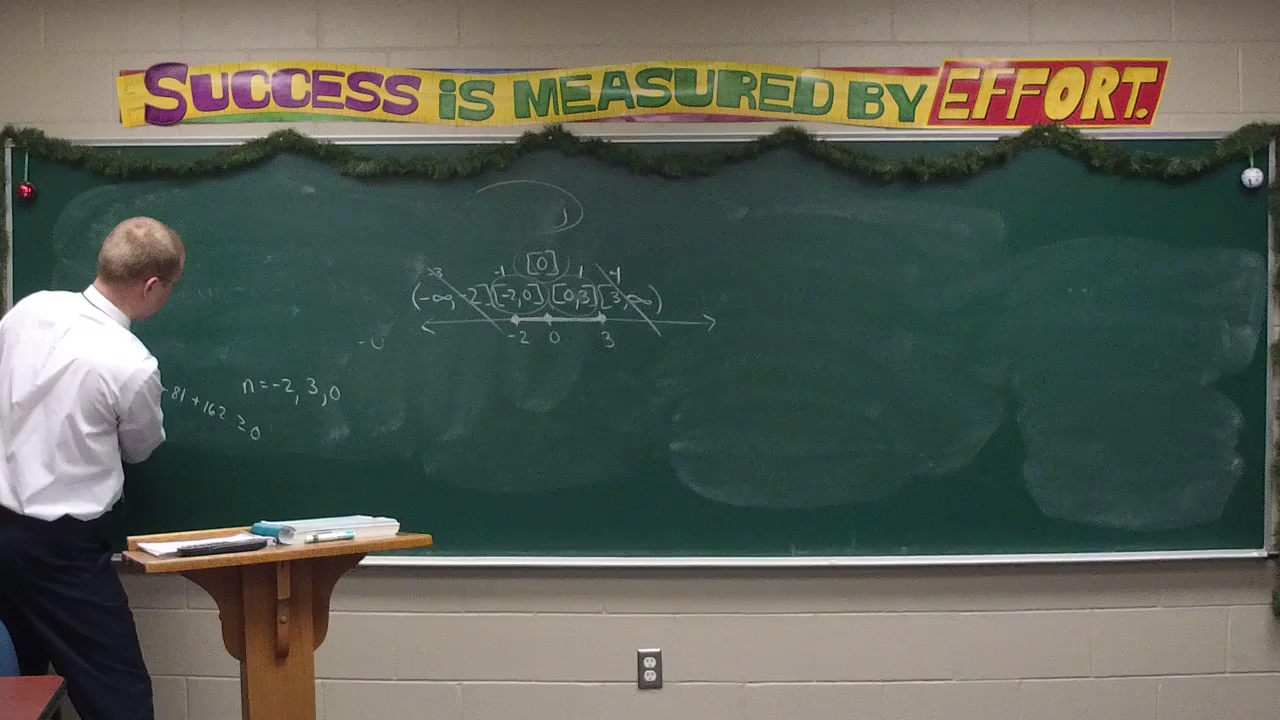 SUCCESS IS MEASURED BY EFFORT.
[0]
-3 -1 1 4
(-∞, -2] [-2,0] [0,3] [3, ∞)
-2 0 3
n = -2, 3, 0
-81 + 162 ≥ 0